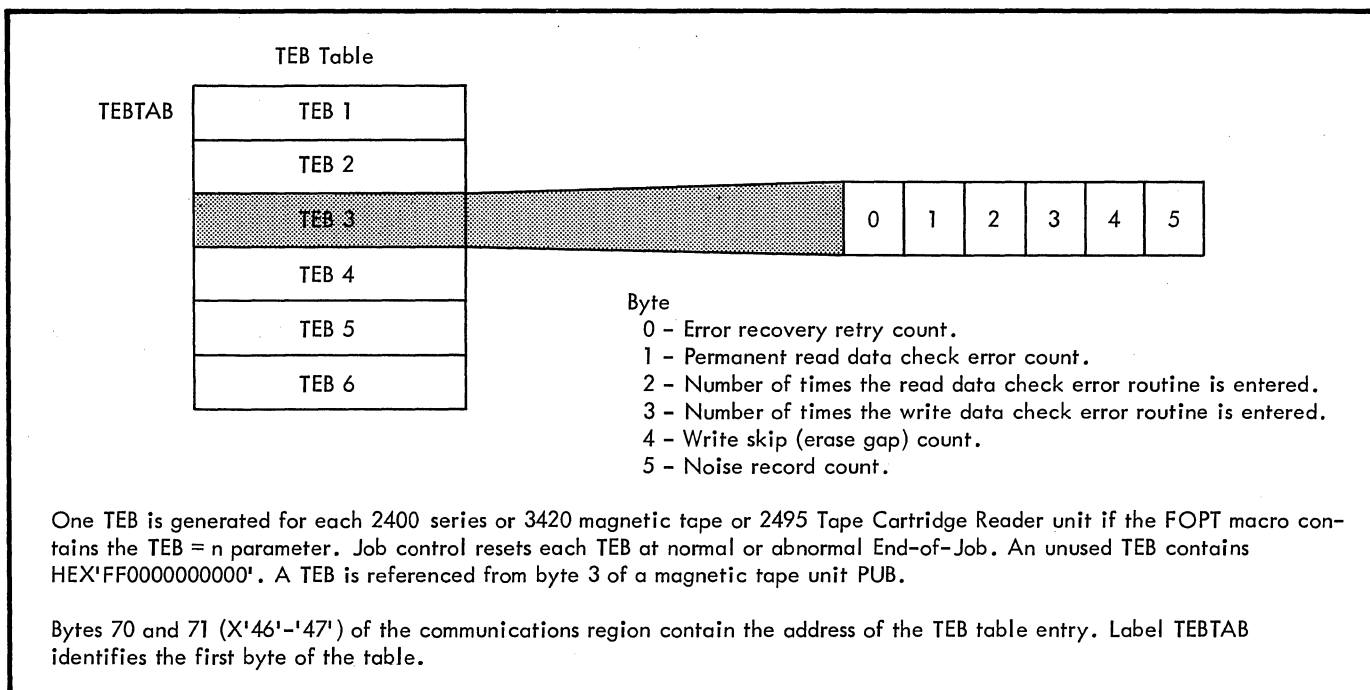 TEB Table
TEBTAB
TEB 1
TEB 2
TEB 3
0 1 2 3 4 5
TEB 4
TEB 5
TEB 6
Byte
0 – Error recovery retry count.
1 – Permanent read data check error count.
2 – Number of times the read data check error routine is entered.
3 – Number of times the write data check error routine is entered.
4 – Write skip (erase gap) count.
5 – Noise record count.
One TEB is generated for each 2400 series or 3420 magnetic tape or 2495 Tape Cartridge Reader unit if the FOPT macro con-
tains the TEB = n parameter. Job control resets each TEB at normal or abnormal End-of-Job. An unused TEB contains
HEX'FF0000000000'. A TEB is referenced from byte 3 of a magnetic tape unit PUB.
Bytes 70 and 71 (X'46'-'47') of the communications region contain the address of the TEB table entry. Label TEBTAB
identifies the first byte of the table.